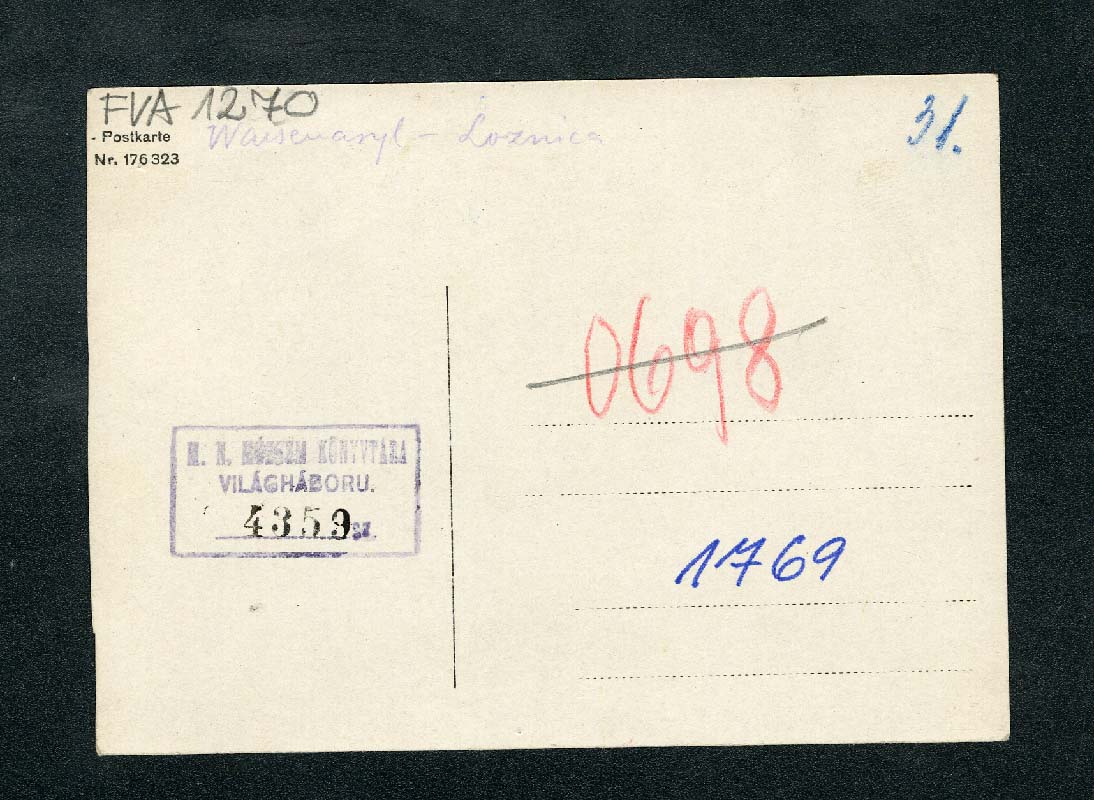 FVA 1270
Postkarte
Nr. 176323
Waisenasyl - Loznica
31.
0698
M. N. MÚZEUM KÖNYVTÁRA
VILÁGHÁBORU.
4359 sz.
1769